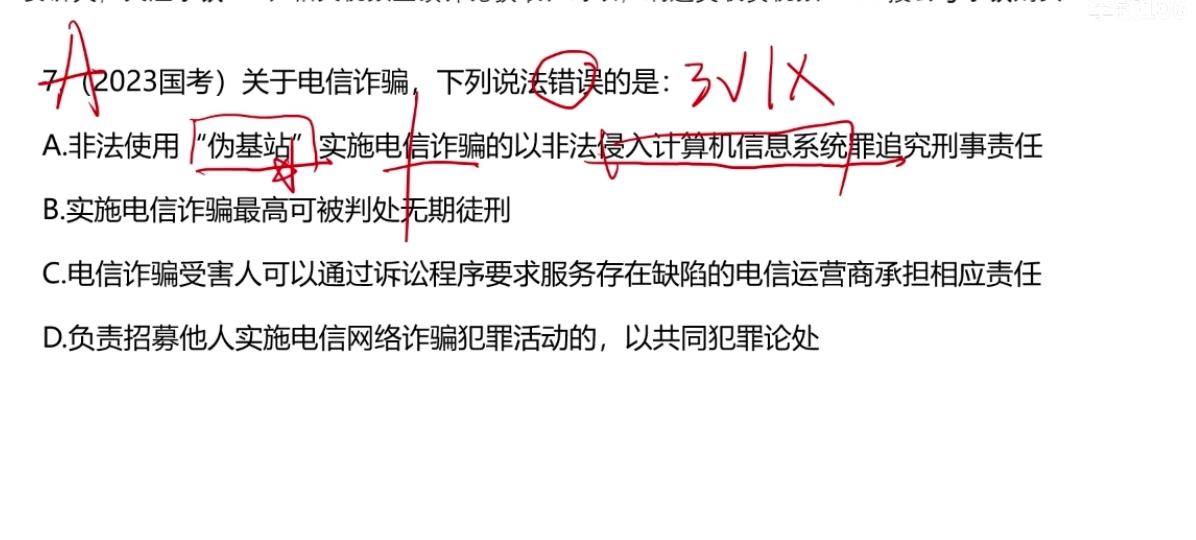 A
7.（2023国考）关于电信诈骗，下列说法错误的是： 3√1X
A.非法使用“伪基站”实施电信诈骗的以非法侵入计算机信息系统罪追究刑事责任
B.实施电信诈骗最高可被判处无期徒刑
C.电信诈骗受害人可以通过诉讼程序要求服务存在缺陷的电信运营商承担相应责任
D.负责招募他人实施电信网络诈骗犯罪活动的，以共同犯罪论处